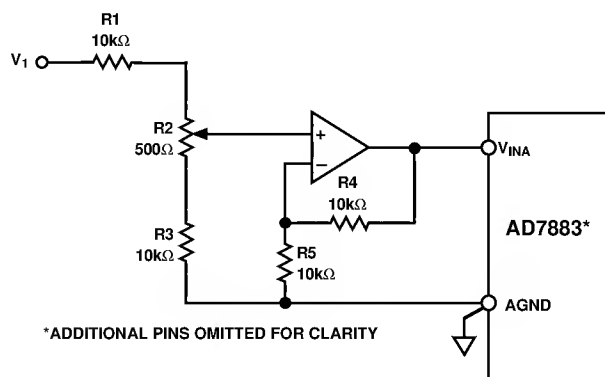 R1
10kΩ
V1
R2
500Ω
+
−
VINA
R4
10kΩ
AD7883*
R3
10kΩ
R5
10kΩ
AGND
*ADDITIONAL PINS OMITTED FOR CLARITY